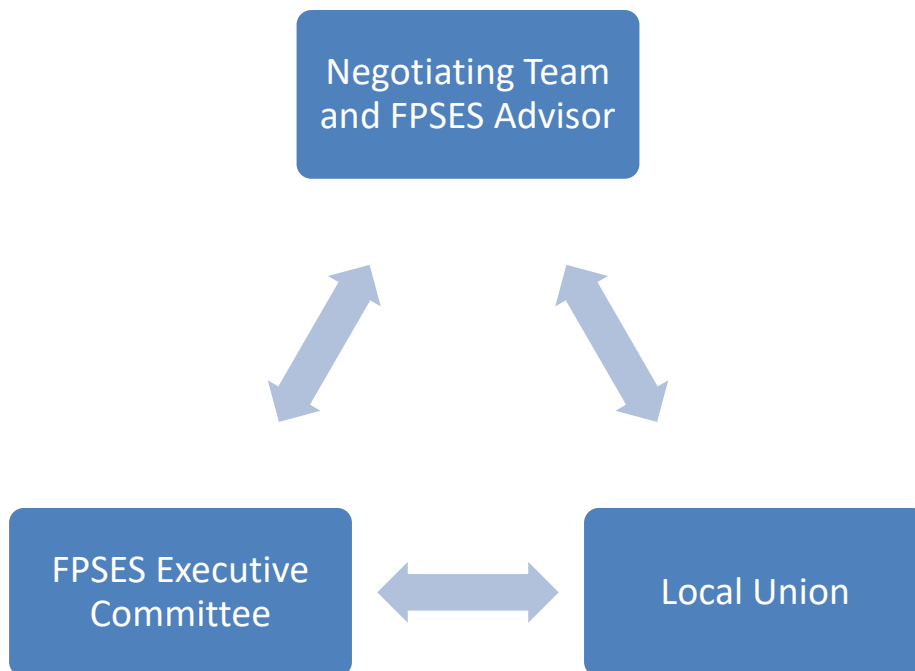 Negotiating Team
and FPSES Advisor
FPSES Executive
Committee
Local Union